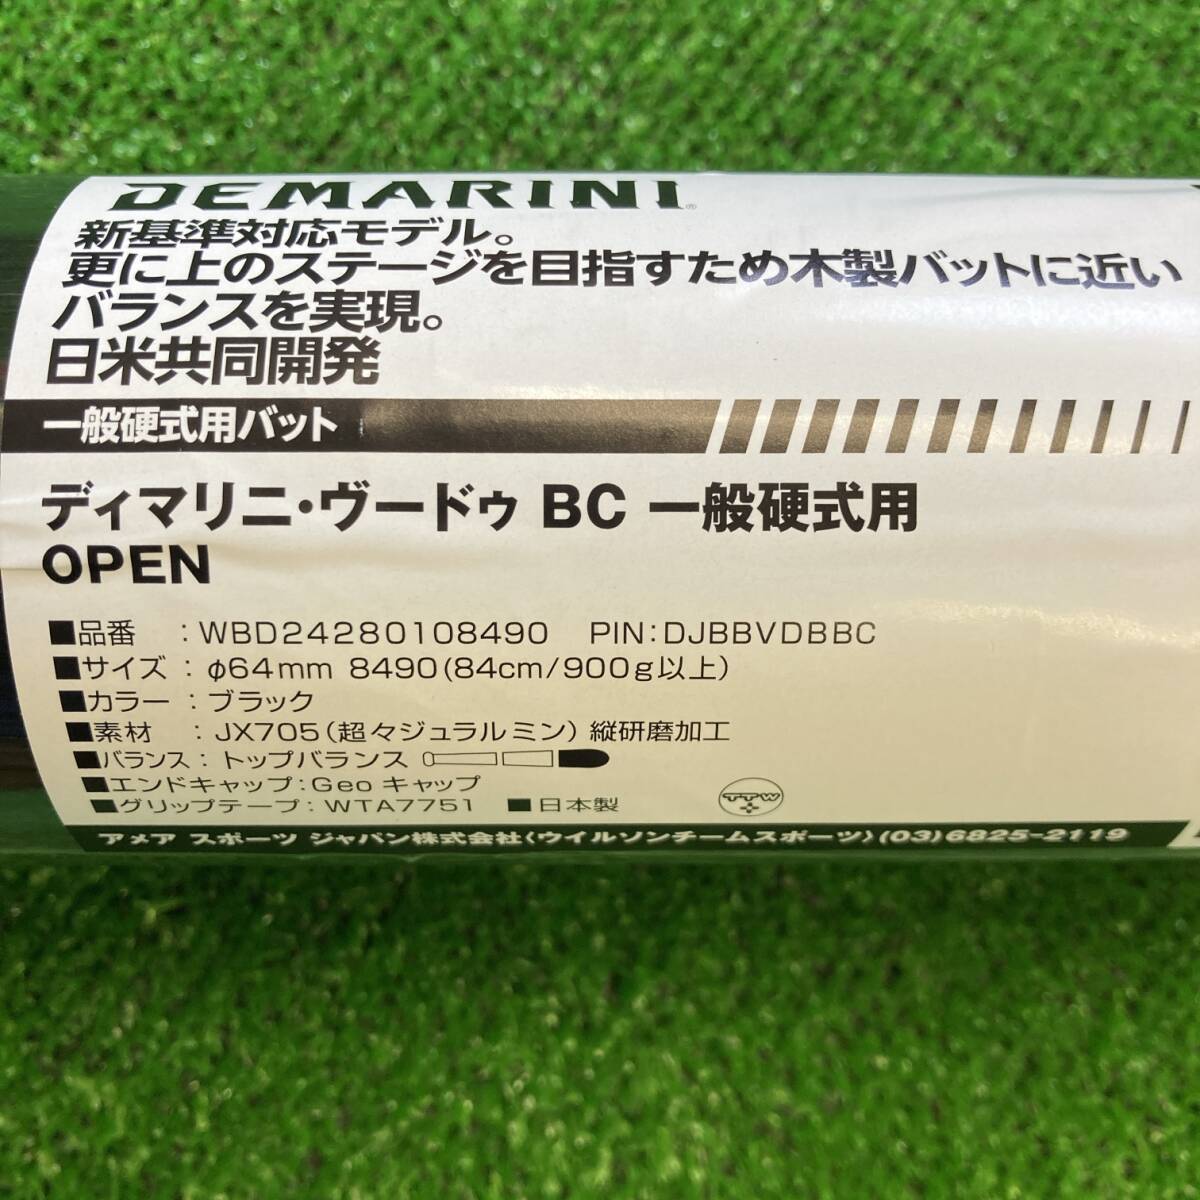 DEMARINI®
新基準対応モデル。
更に上のステージを目指すため木製バットに近い
バランスを実現。
日米共同開発
一般硬式用バット
ディマリニ・ヴードゥ BC 一般硬式用
OPEN
■品番 :WBD24280108490 PIN:DJBBVDBBC
■サイズ:φ64mm 8490(84cm/900g以上)
■カラー:ブラック
■素材 :JX705(超々ジュラルミン)縦研磨加工
■バランス:トップバランス
■エンドキャップ:Geoキャップ
■グリップテープ:WTA7751 ■日本製
TTW
アメア スポーツ ジャパン株式会社〈ウイルソンチームスポーツ〉(03)6825-2119